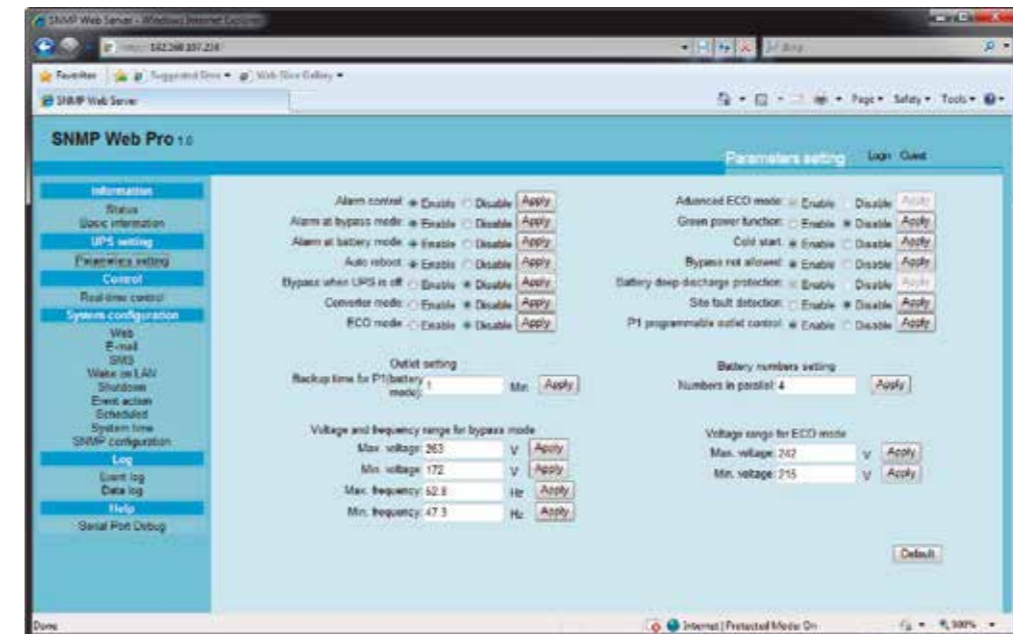 SNMP Web Server - Windows Internet Explorer
192.168.107.216
Favorites Suggested Sites Web Slice Gallery
SNMP Web Server
Page Safety Tools
SNMP Web Pro 1.0
Parameters setting Login Guest
Information
Status
Basic information
UPS setting
Parameters setting
Control
Real-time control
System configuration
Web
E-mail
SMS
Wake on LAN
Shutdown
Event action
Scheduled
System time
SNMP configuration
Log
Event log
Data log
Help
Serial Port Debug
Alarm control: Enable Disable Apply
Alarm at bypass mode: Enable Disable Apply
Alarm at battery mode: Enable Disable Apply
Auto reboot: Enable Disable Apply
Bypass when UPS is off: Enable Disable Apply
Converter mode: Enable Disable Apply
ECO mode: Enable Disable Apply
Advanced ECO mode: Enable Disable Apply
Green power function: Enable Disable Apply
Cold start: Enable Disable Apply
Bypass not allowed: Enable Disable Apply
Battery deep-discharge protection: Enable Disable Apply
Site fault detection: Enable Disable Apply
P1 programmable outlet control: Enable Disable Apply
Outlet setting
Backup time for P1(battery
mode): 1 Min Apply
Battery numbers setting
Numbers in parallel: 4 Apply
Voltage and frequency range for bypass mode
Max. voltage: 263 V Apply
Min. voltage: 172 V Apply
Max. frequency: 52.8 Hz Apply
Min. frequency: 47.3 Hz Apply
Voltage range for ECO mode
Max. voltage: 242 V Apply
Min. voltage: 215 V Apply
Default
Done
Internet | Protected Mode: On
100%